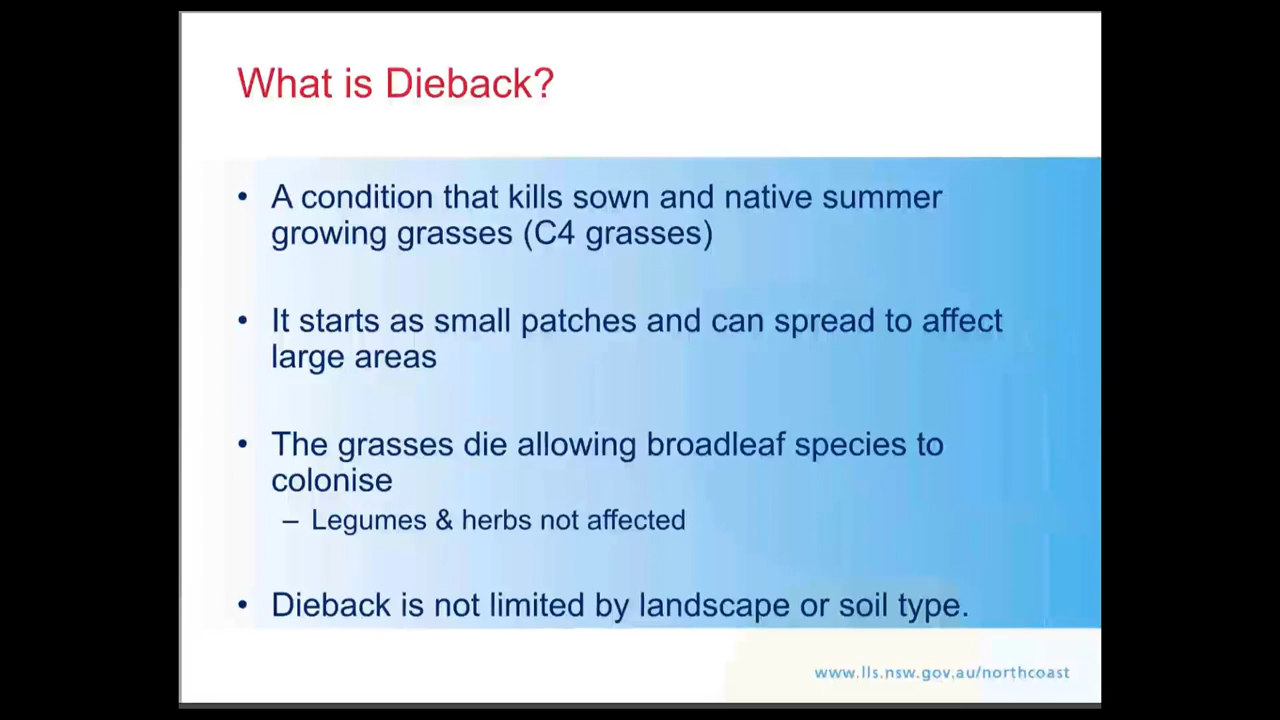 What is Dieback?
• A condition that kills sown and native summer
growing grasses (C4 grasses)
• It starts as small patches and can spread to affect
large areas
• The grasses die allowing broadleaf species to
colonise
– Legumes & herbs not affected
• Dieback is not limited by landscape or soil type.
www.lls.nsw.gov.au/northcoast